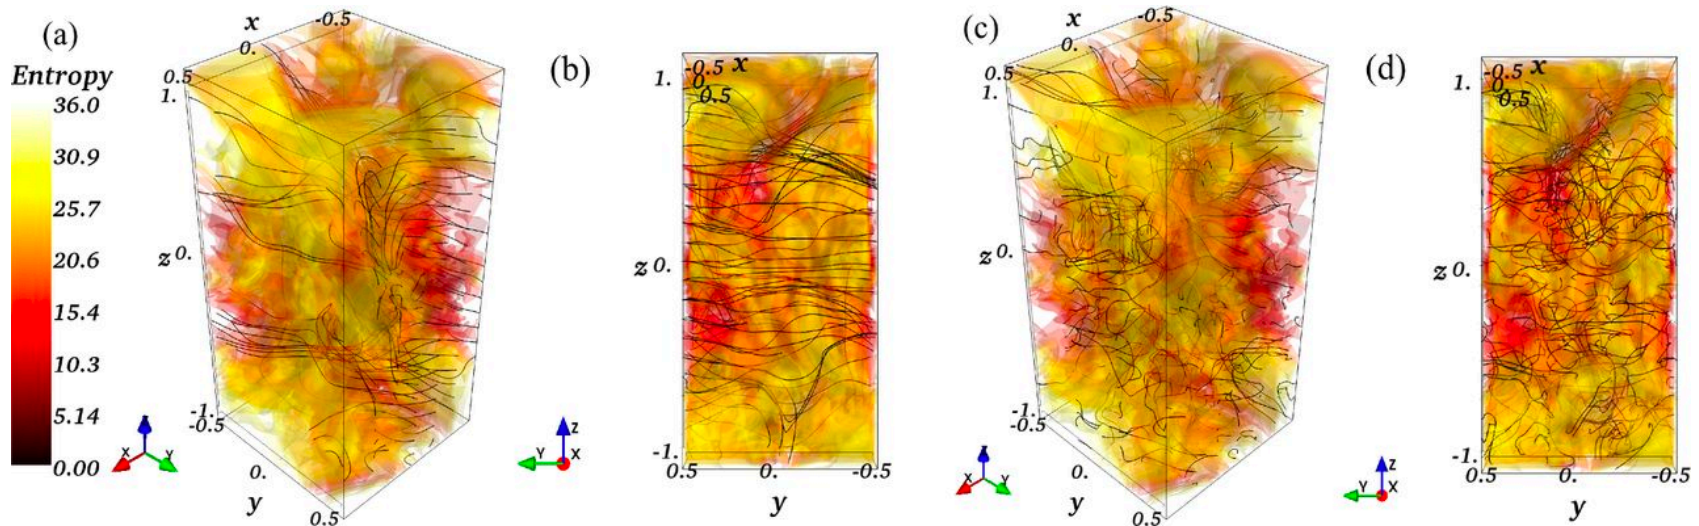 (a)
x
-0.5
0.
0.5
1.
Entropy
36.0
30.9
25.7
20.6
15.4
10.3
5.14
0.00
z 0.
-1.
-0.5
0.
y
0.5
X
Y
(b)
-0.5 x
0.
0.5
1.
z 0.
-1.
0.5
0.
-0.5
y
Z
Y
X
(c)
x
-0.5
0.
0.5
1.
z 0.
-1.
-0.5
0.
y
0.5
X
Y
(d)
-0.5 x
0.
0.5
1.
z 0.
-1.
0.5
0.
-0.5
y
Z
Y
X